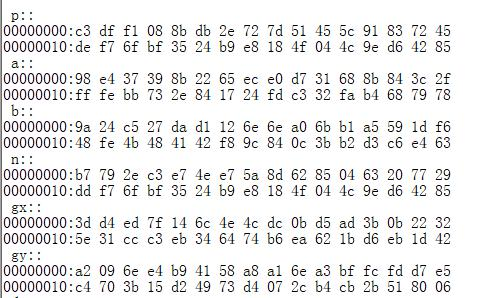 p::
00000000:c3 df f1 08 8b db 2e 72 7d 51 45 5c 91 83 72 45
00000010:de f7 6f bf 35 24 b9 e8 18 4f 04 4c 9e d6 42 85
a::
00000000:98 e4 37 39 8b 22 65 ec e0 d7 31 68 8b 84 3c 2f
00000010:ff fe bb 73 2e 84 17 24 fd c3 32 fa b4 68 79 78
b::
00000000:9a 24 c5 27 da d1 12 6e 6e a0 6b b1 a5 59 1d f6
00000010:48 fe 4b 48 41 42 f8 9c 84 0c 3b b2 d3 c6 e4 63
n::
00000000:b7 79 2e c3 e7 4e e7 5a 8d 62 85 04 63 20 77 29
00000010:dd f7 6f bf 35 24 b9 e8 18 4f 04 4c 9e d6 42 85
gx::
00000000:3d d4 ed 7f 14 6c 4e 4c dc 0b d5 ad 3b 0b 22 32
00000010:5e 31 cc c3 eb 34 64 74 b6 ea 62 1b d6 eb 1d 42
gy::
00000000:a2 09 6e e4 b9 41 58 a8 a1 6e a3 bf fc fd d7 e5
00000010:c4 70 3b 15 d2 49 73 d4 07 2c b4 cb 2b 51 80 06